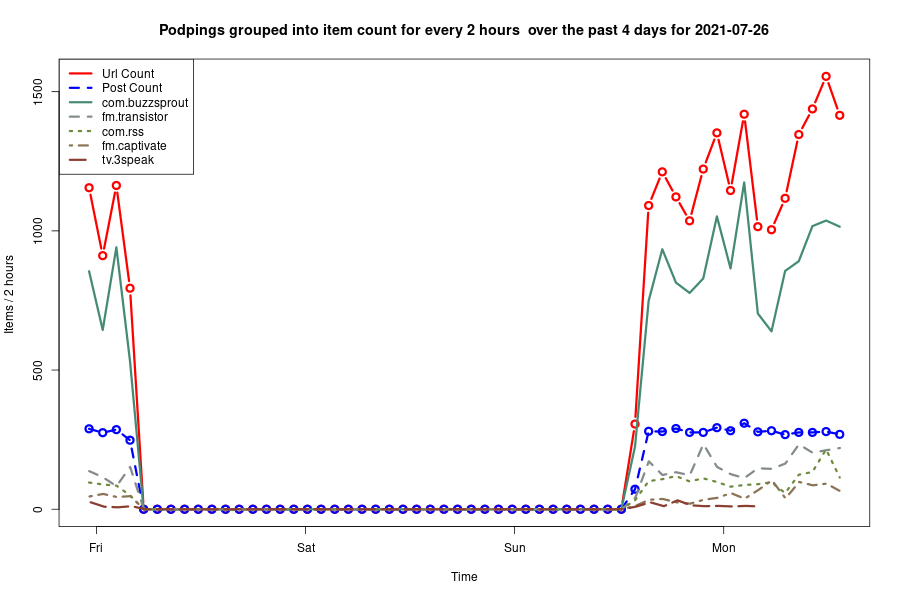 Podpings grouped into item count for every 2 hours  over the past 4 days for 2021-07-26
Url Count
Post Count
com.buzzsprout
fm.transistor
com.rss
fm.captivate
tv.3speak
1500
1000
500
0
Items / 2 hours
Fri
Sat
Sun
Mon
Time